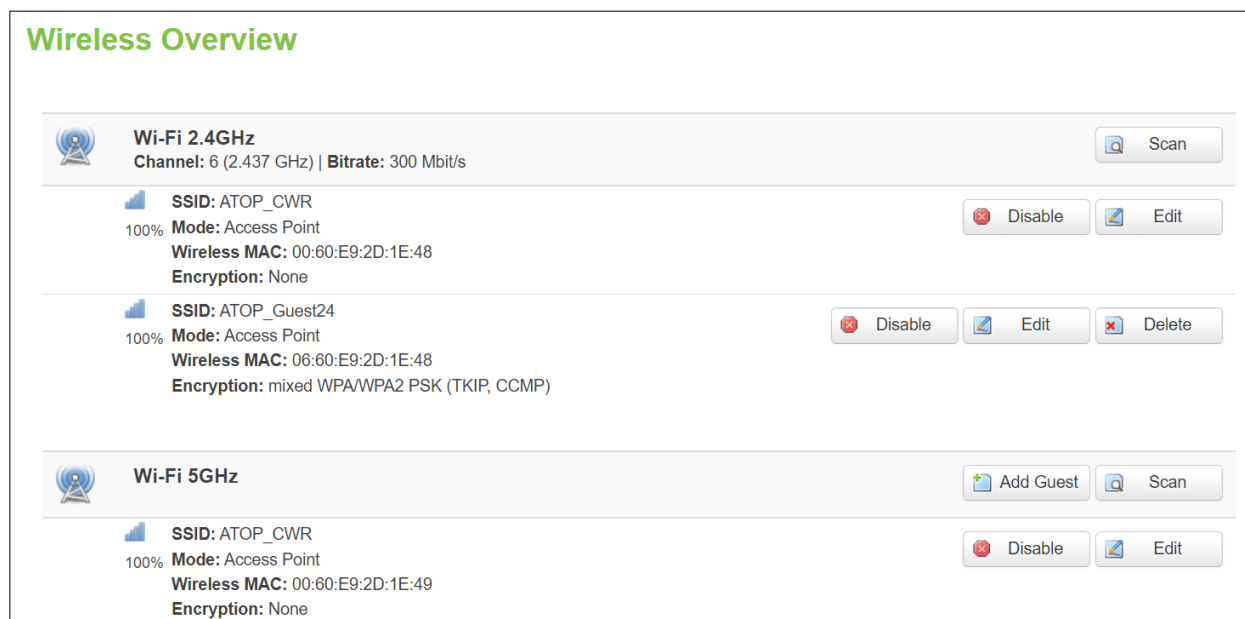 Wireless Overview
Wi-Fi 2.4GHz
Channel: 6 (2.437 GHz) | Bitrate: 300 Mbit/s
Scan
SSID: ATOP_CWR
100% Mode: Access Point
Wireless MAC: 00:60:E9:2D:1E:48
Encryption: None
Disable Edit
SSID: ATOP_Guest24
100% Mode: Access Point
Wireless MAC: 06:60:E9:2D:1E:48
Encryption: mixed WPA/WPA2 PSK (TKIP, CCMP)
Disable Edit Delete
Wi-Fi 5GHz
Add Guest Scan
SSID: ATOP_CWR
100% Mode: Access Point
Wireless MAC: 00:60:E9:2D:1E:49
Encryption: None
Disable Edit